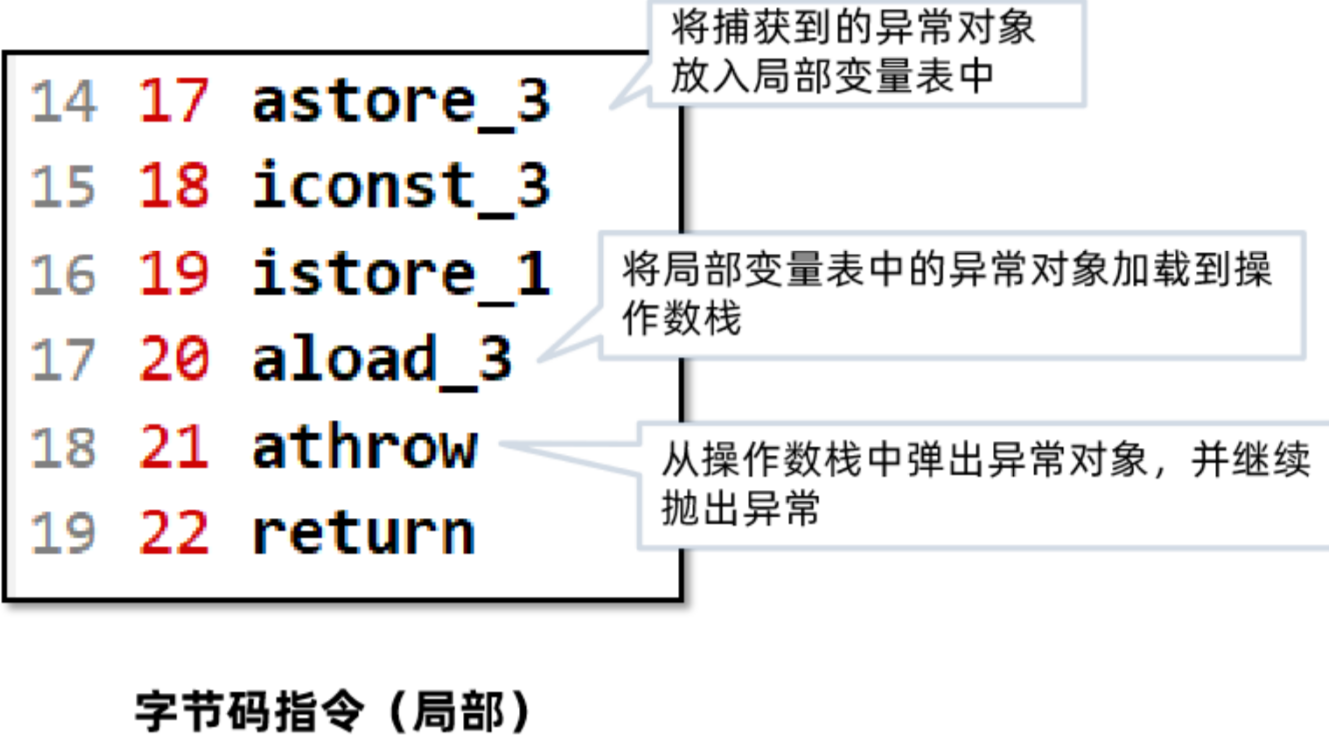 将捕获到的异常对象
放入局部变量表中
14 17 astore_3
15 18 iconst_3
16 19 istore_1
将局部变量表中的异常对象加载到操
作数栈
17 20 aload_3
18 21 athrow
从操作数栈中弹出异常对象，并继续
抛出异常
19 22 return
字节码指令（局部）